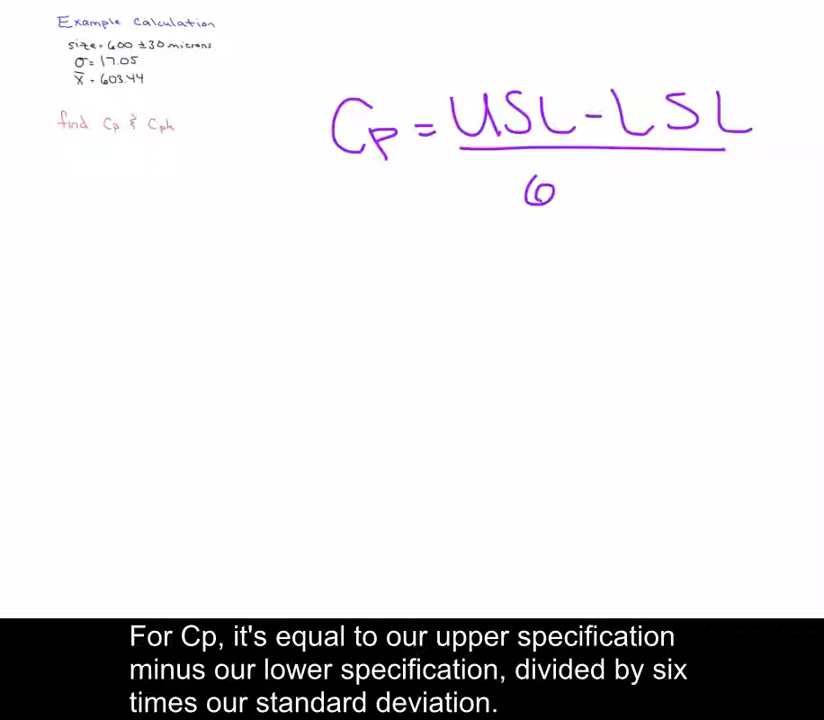 Example Calculation
size = 600 ± 30 microns
σ = 17.05
x̄ = 603.44
find Cp & Cpk
Cp = USL - LSL
6
For Cp, it's equal to our upper specification
minus our lower specification, divided by six
times our standard deviation.